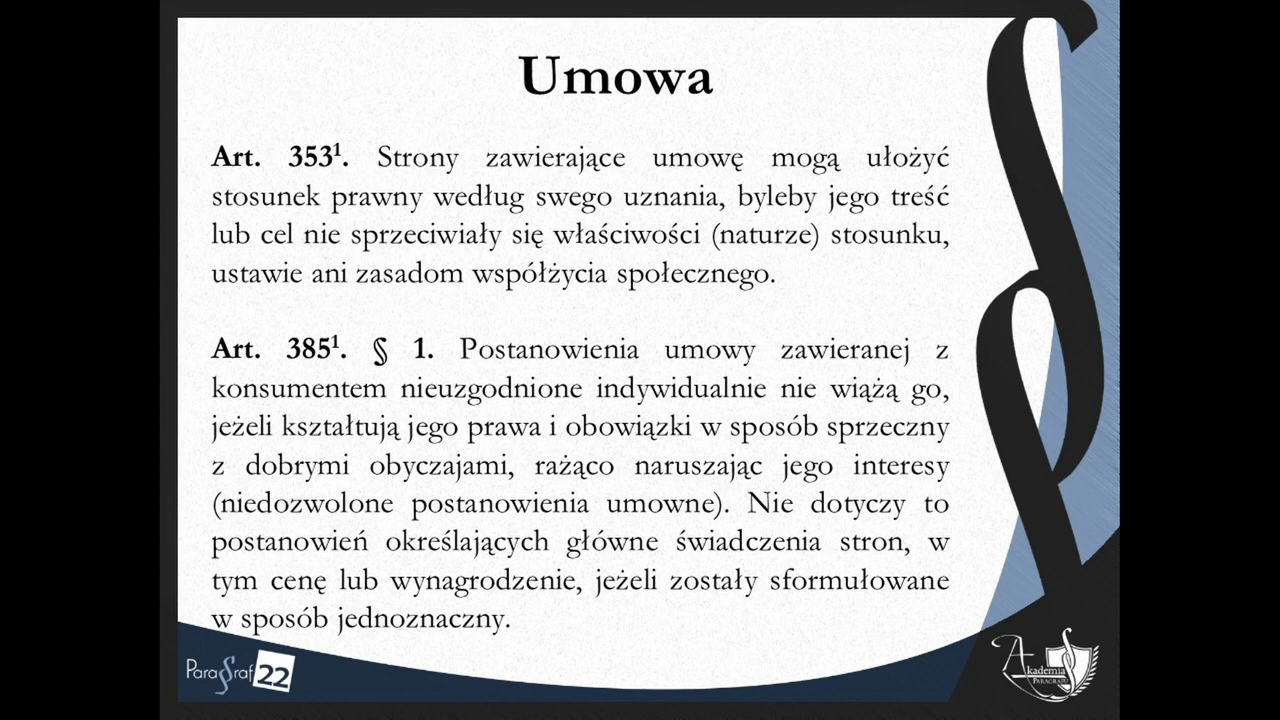 Umowa
Art. 353¹. Strony zawierające umowę mogą ułożyć
stosunek prawny według swego uznania, byleby jego treść
lub cel nie sprzeciwiały się właściwości (naturze) stosunku,
ustawie ani zasadom współżycia społecznego.
Art. 385¹. § 1. Postanowienia umowy zawieranej z
konsumentem nieuzgodnione indywidualnie nie wiążą go,
jeżeli kształtują jego prawa i obowiązki w sposób sprzeczny
z dobrymi obyczajami, rażąco naruszając jego interesy
(niedozwolone postanowienia umowne). Nie dotyczy to
postanowień określających główne świadczenia stron, w
tym cenę lub wynagrodzenie, jeżeli zostały sformułowane
w sposób jednoznaczny.
Para§raf 22
Akademia
PARAGRAFU